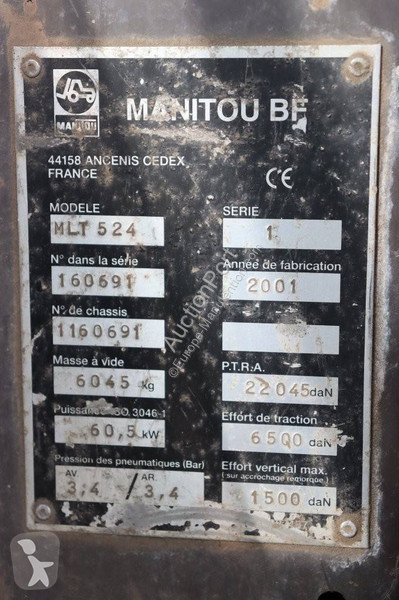 MANITOU
MANITOU BF
44158 ANCENIS CEDEX
FRANCE
CE
MODELE
MLT 524
SERIE
1
N° dans la série
160691
Année de fabrication
2001
N° de chassis
1160691
Masse à vide
6045 kg
P.T.R.A.
22045 daN
Puissance ISO 3046-1
60,5 kW
Effort de traction
6500 daN
Pression des pneumatiques (Bar)
AV. AR.
3,4 / 3,4
Effort vertical max.
(sur accrochage remorque)
1500 daN
AuctionPort